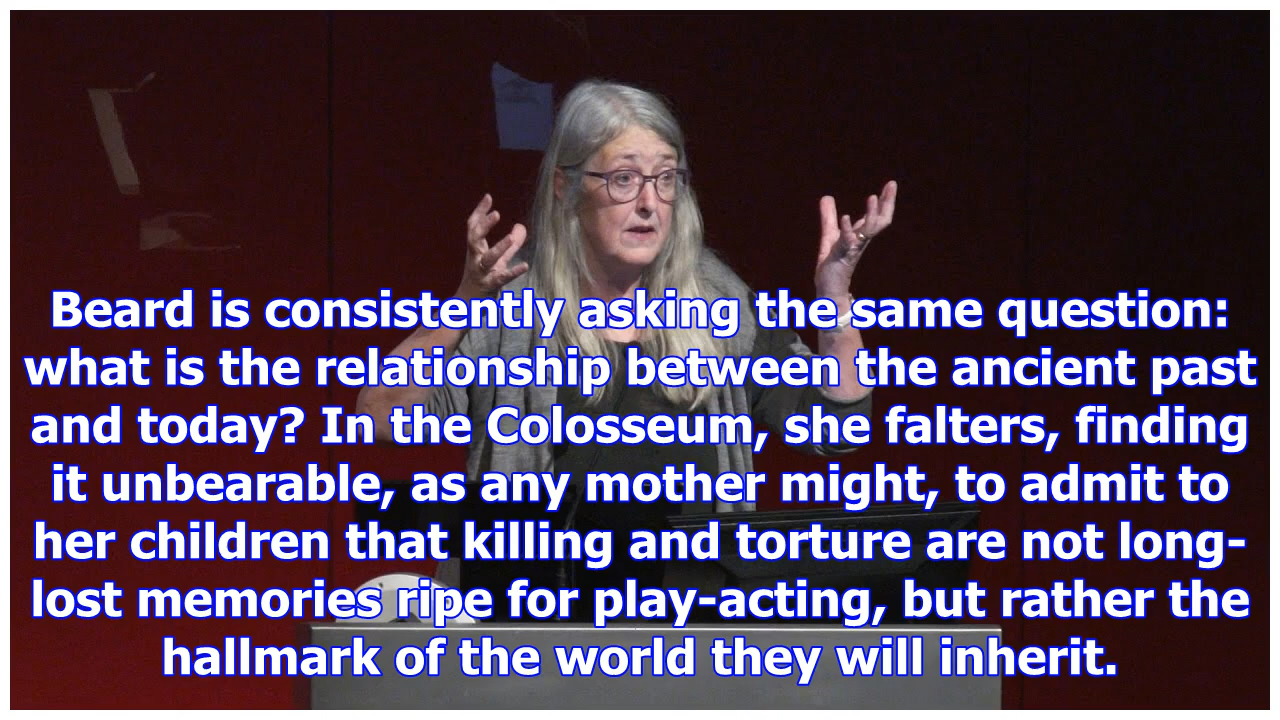 Beard is consistently asking the same question:
what is the relationship between the ancient past
and today? In the Colosseum, she falters, finding
it unbearable, as any mother might, to admit to
her children that killing and torture are not long-
lost memories ripe for play-acting, but rather the
hallmark of the world they will inherit.